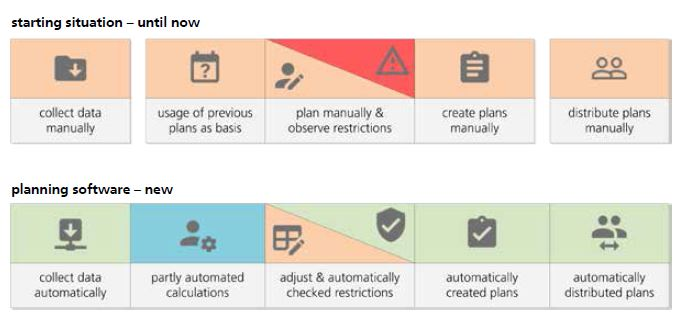 starting situation – until now
?
collect data
manually
usage of previous
plans as basis
plan manually &
observe restrictions
create plans
manually
distribute plans
manually
planning software – new
collect data
automatically
partly automated
calculations
adjust & automatically
checked restrictions
automatically
created plans
automatically
distributed plans